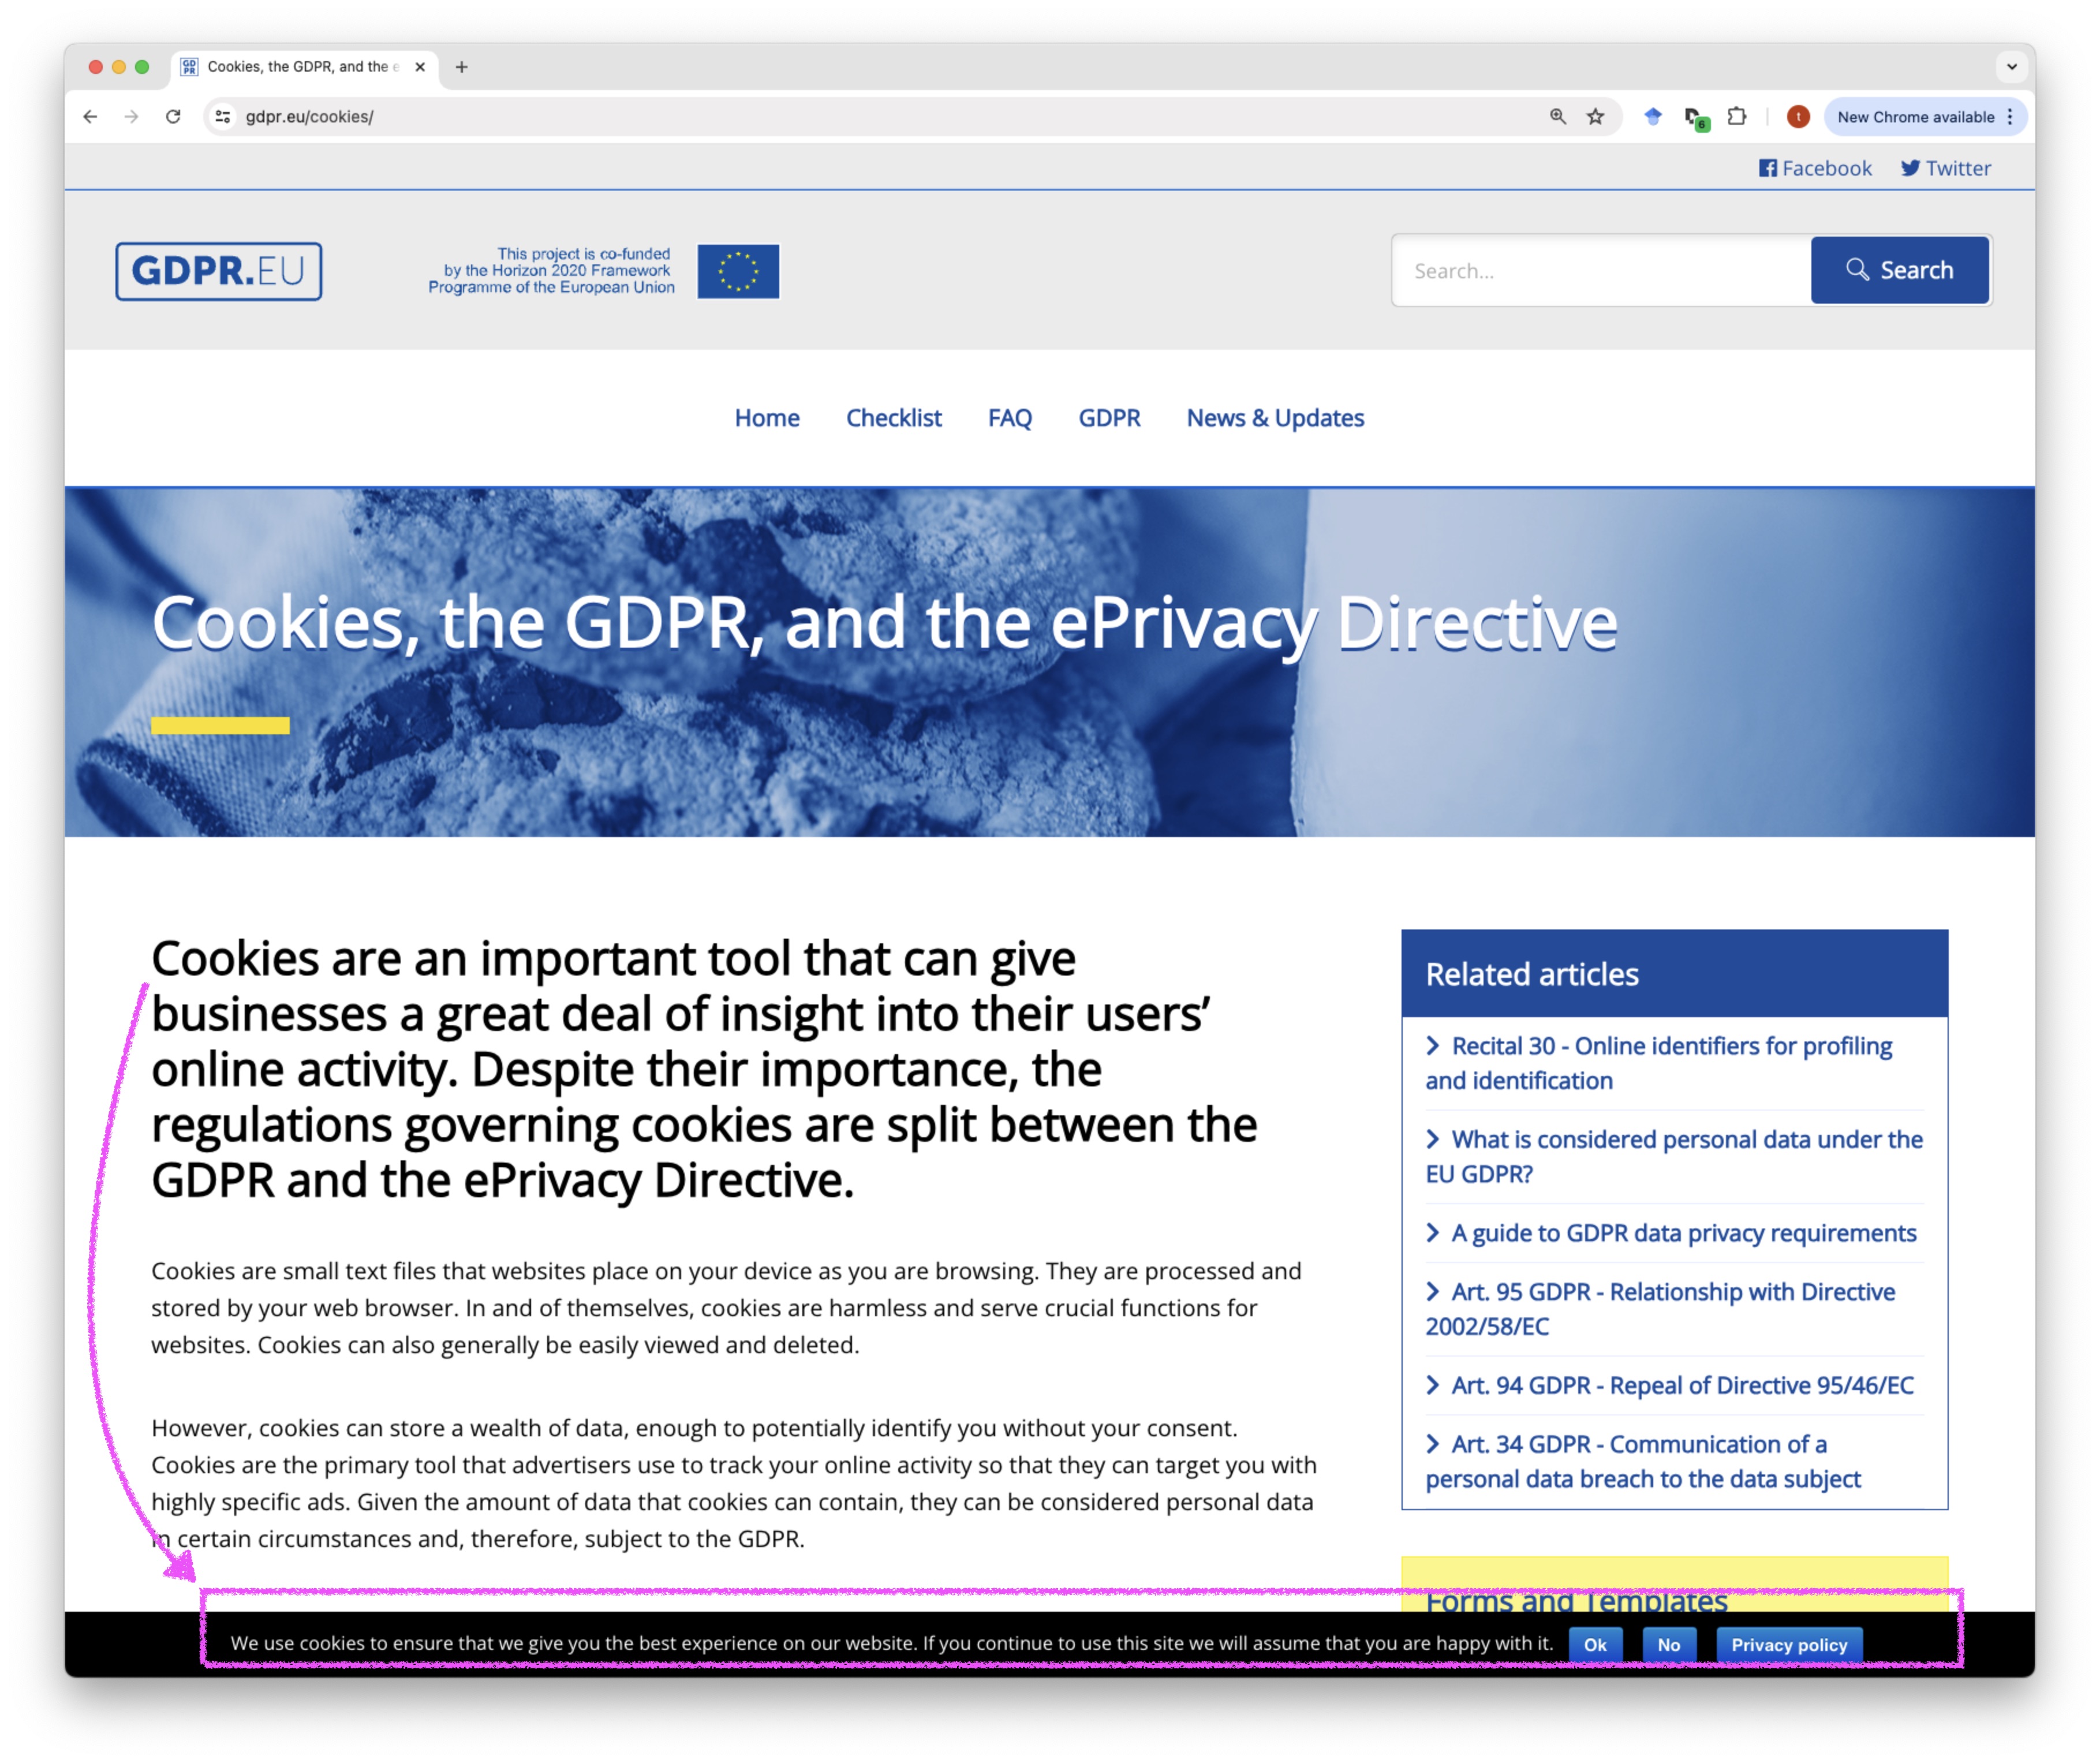 Cookies, the GDPR, and the e
gdpr.eu/cookies/
6
t
New Chrome available
Facebook Twitter
GDPR.EU
This project is co-funded
by the Horizon 2020 Framework
Programme of the European Union
Search...
Search
Home Checklist FAQ GDPR News & Updates
Cookies, the GDPR, and the ePrivacy Directive
Cookies are an important tool that can give
businesses a great deal of insight into their users’
online activity. Despite their importance, the
regulations governing cookies are split between the
GDPR and the ePrivacy Directive.
Cookies are small text files that websites place on your device as you are browsing. They are processed and
stored by your web browser. In and of themselves, cookies are harmless and serve crucial functions for
websites. Cookies can also generally be easily viewed and deleted.
However, cookies can store a wealth of data, enough to potentially identify you without your consent.
Cookies are the primary tool that advertisers use to track your online activity so that they can target you with
highly specific ads. Given the amount of data that cookies can contain, they can be considered personal data
in certain circumstances and, therefore, subject to the GDPR.
Related articles
Recital 30 - Online identifiers for profiling
and identification
What is considered personal data under the
EU GDPR?
A guide to GDPR data privacy requirements
Art. 95 GDPR - Relationship with Directive
2002/58/EC
Art. 94 GDPR - Repeal of Directive 95/46/EC
Art. 34 GDPR - Communication of a
personal data breach to the data subject
Forms and Templates
We use cookies to ensure that we give you the best experience on our website. If you continue to use this site we will assume that you are happy with it. Ok No Privacy policy